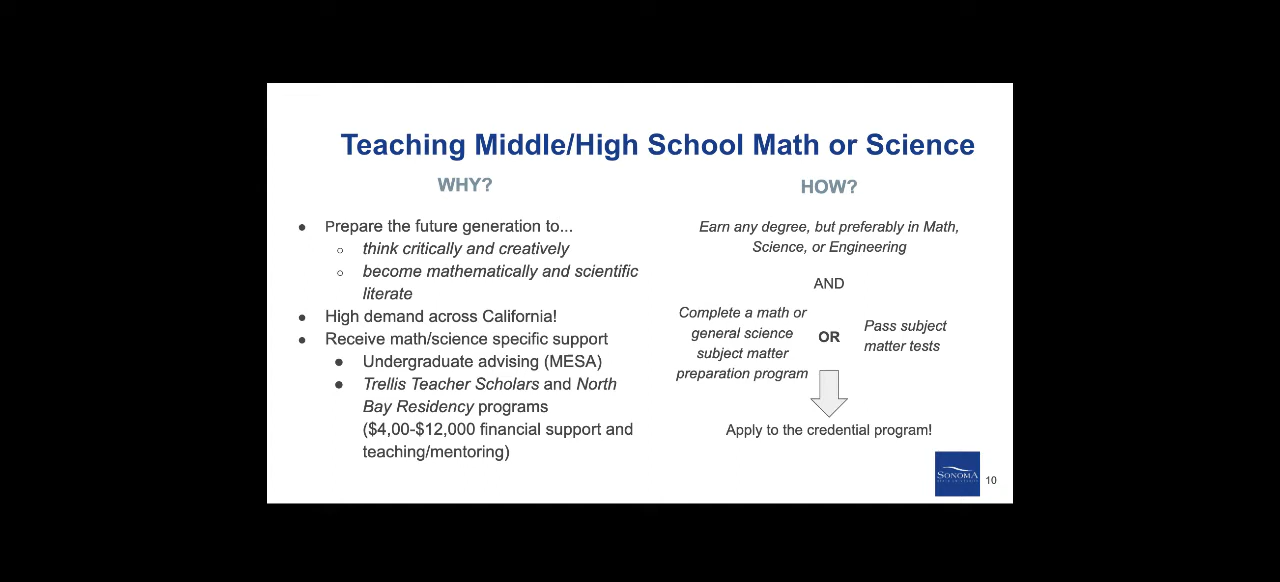 Teaching Middle/High School Math or Science
WHY?
● Prepare the future generation to...
○ think critically and creatively
○ become mathematically and scientific
literate
● High demand across California!
● Receive math/science specific support
● Undergraduate advising (MESA)
● Trellis Teacher Scholars and North
Bay Residency programs
($4,00-$12,000 financial support and
teaching/mentoring)
HOW?
Earn any degree, but preferably in Math,
Science, or Engineering
AND
Complete a math or
general science
subject matter
preparation program
OR
Pass subject
matter tests
Apply to the credential program!
SONOMA
10